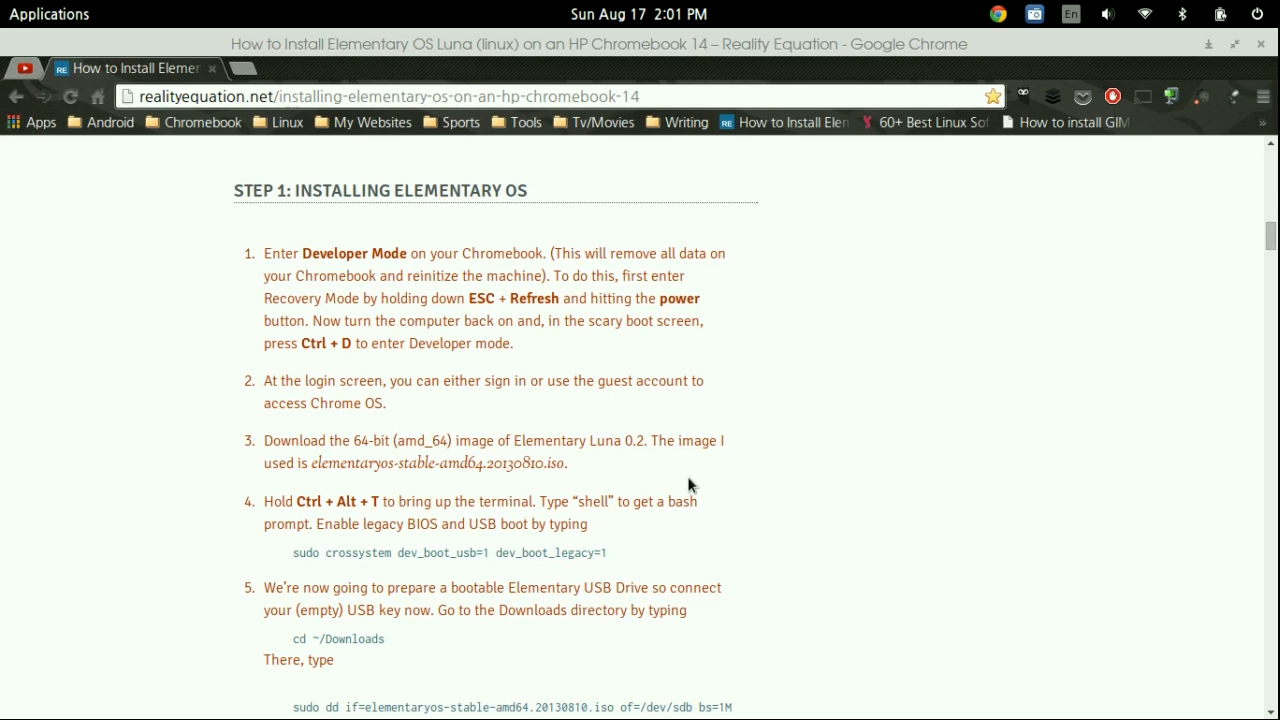 Applications
Sun Aug 17 2:01 PM
En
How to Install Elementary OS Luna (linux) on an HP Chromebook 14 – Reality Equation - Google Chrome
RE How to Install Elemen
realityequation.net/installing-elementary-os-on-an-hp-chromebook-14
Apps Android Chromebook Linux My Websites Sports Tools Tv/Movies Writing RE How to Install Elen 60+ Best Linux Sof How to install GIM »
STEP 1: INSTALLING ELEMENTARY OS
1. Enter Developer Mode on your Chromebook. (This will remove all data on
your Chromebook and reinitize the machine). To do this, first enter
Recovery Mode by holding down ESC + Refresh and hitting the power
button. Now turn the computer back on and, in the scary boot screen,
press Ctrl + D to enter Developer mode.
2. At the login screen, you can either sign in or use the guest account to
access Chrome OS.
3. Download the 64-bit (amd_64) image of Elementary Luna 0.2. The image I
used is elementaryos-stable-amd64.20130810.iso.
4. Hold Ctrl + Alt + T to bring up the terminal. Type “shell” to get a bash
prompt. Enable legacy BIOS and USB boot by typing
sudo crossystem dev_boot_usb=1 dev_boot_legacy=1
5. We’re now going to prepare a bootable Elementary USB Drive so connect
your (empty) USB key now. Go to the Downloads directory by typing
cd ~/Downloads
There, type
sudo dd if=elementaryos-stable-amd64.20130810.iso of=/dev/sdb bs=1M